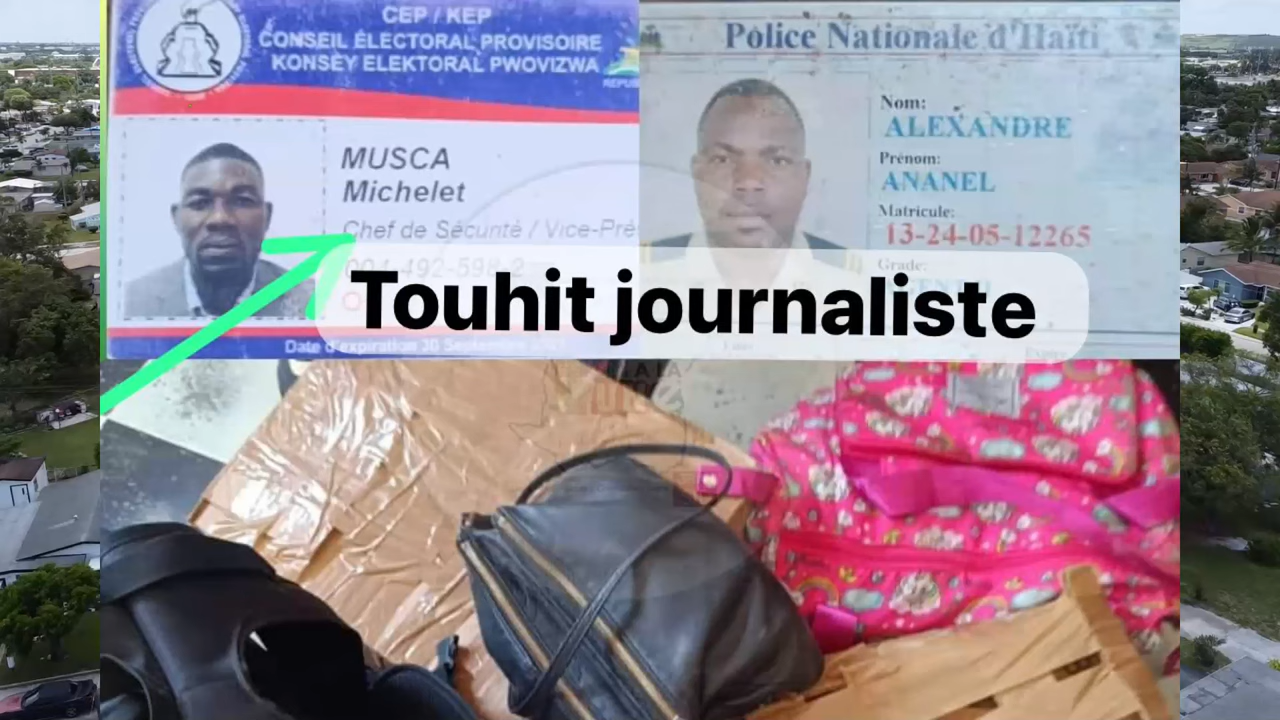 CEP / KEP
CONSEIL ÉLECTORAL PROVISOIRE
KONSEY ELEKTORAL PWOVIZWA
MUSCA
Michelet
Chef de Sécurité / Vice-Pré
Date d'expiration 30 Septembre
Police Nationale d'Haïti
Nom:
ALEXANDRE
Prénom:
ANANEL
Matricule:
13-24-05-12265
Grade:
Touhit journaliste